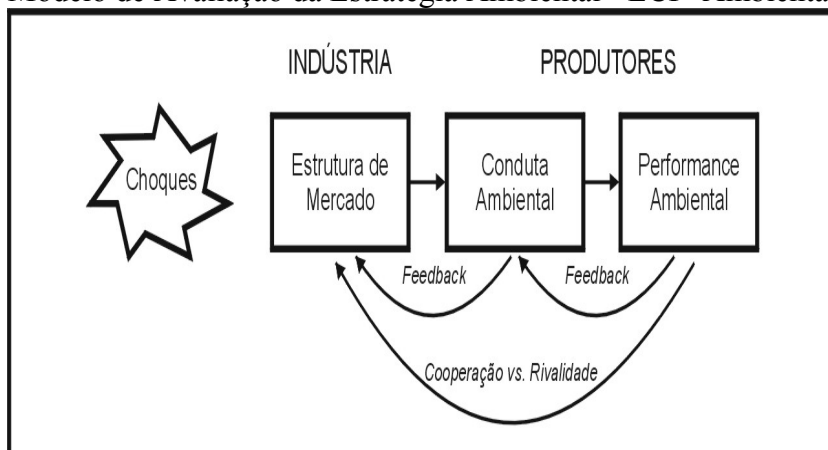 Modelo de Avaliação da Estratégia Ambiental - ECP Ambiental
INDÚSTRIA PRODUTORES
Choques
Estrutura de
Mercado
Conduta
Ambiental
Performance
Ambiental
Feedback
Feedback
Cooperação vs. Rivalidade